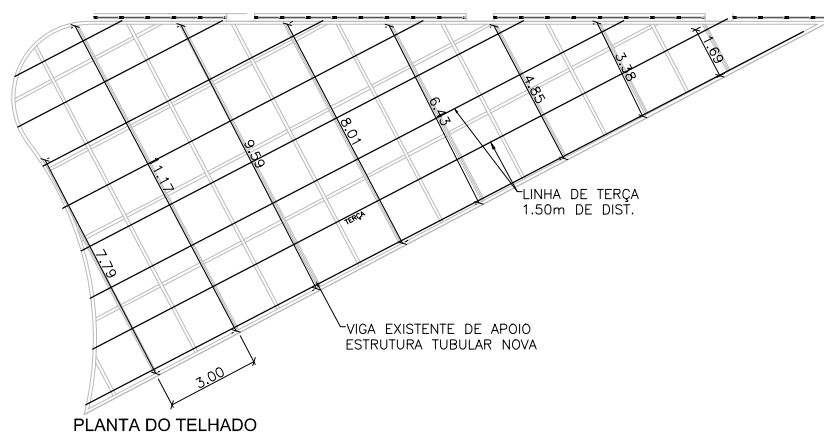 1.69
3.38
4.85
6.43
8.01
9.59
11.17
7.79
TERÇA
LINHA DE TERÇA
1.50m DE DIST.
VIGA EXISTENTE DE APOIO
ESTRUTURA TUBULAR NOVA
3.00
PLANTA DO TELHADO